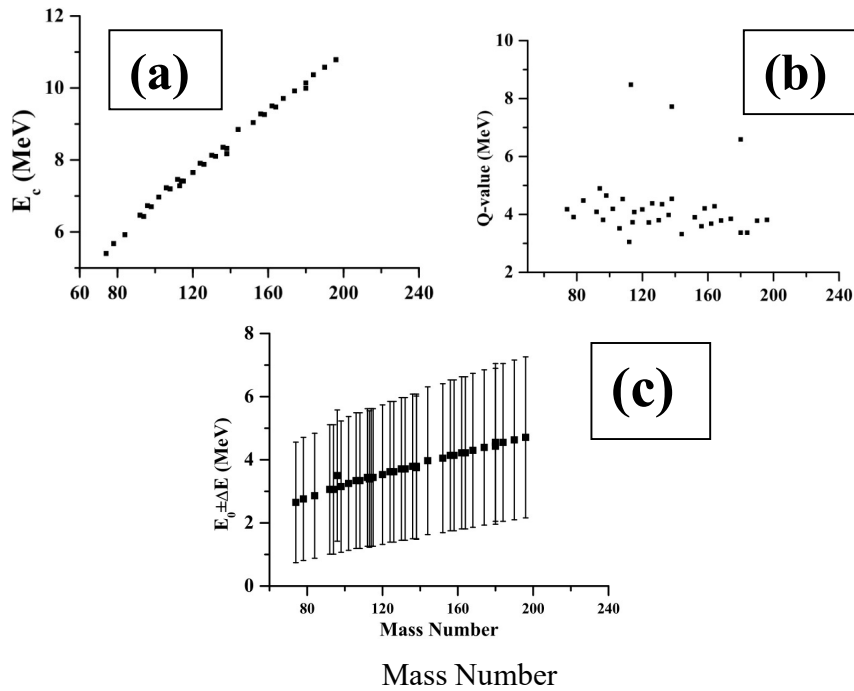 (a)
12
10
8
6
E_c (MeV)
60 80 120 160 200 240
(b)
10
8
6
4
2
Q-value (MeV)
40 80 120 160 200 240
(c)
8
6
4
2
0
E_0±ΔE (MeV)
80 120 160 200 240
Mass Number
Mass Number